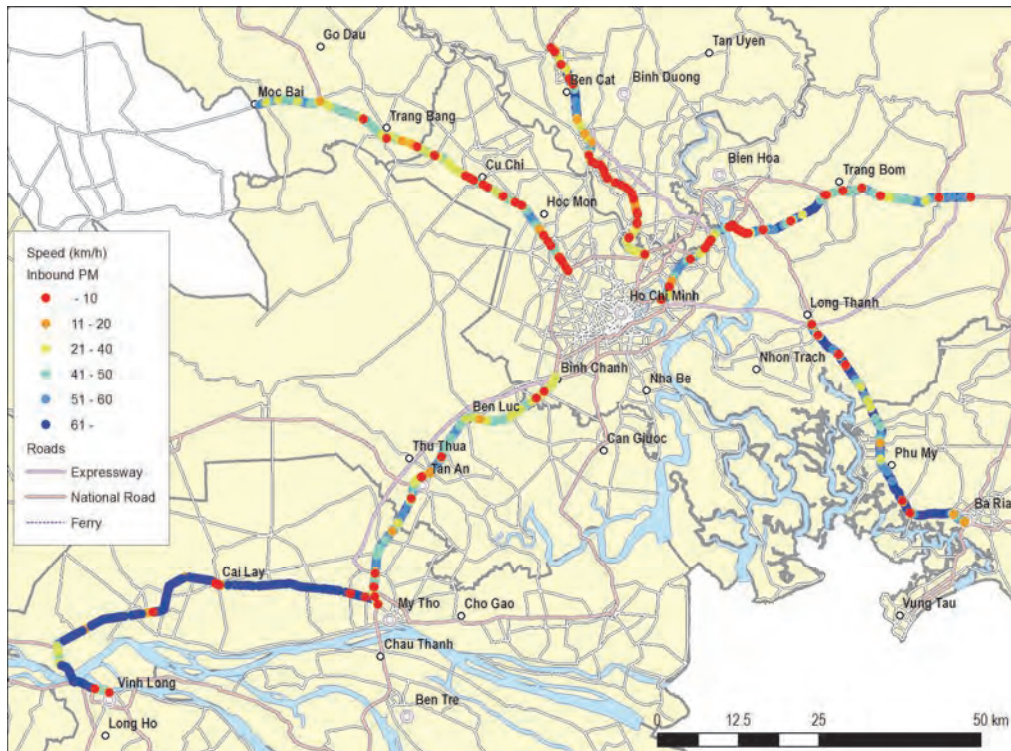 Go Dau
Tan Uyen
Ben Cat
Binh Duong
Moc Bai
Trang Bang
Cu Chi
Bien Hoa
Trang Bom
Hoc Mon
Speed (km/h)
Inbound PM
- 10
11 - 20
21 - 40
41 - 50
51 - 60
61 -
Roads
Expressway
National Road
Ferry
Ho Chi Minh
Long Thanh
Nhon Trach
Binh Chanh
Nha Be
Ben Luc
Can Giuoc
Thu Thua
Tan An
Phu My
Ba Ria
Cai Lay
My Tho
Cho Gao
Vung Tau
Chau Thanh
Vinh Long
Ben Tre
Long Ho
0 12.5 25 50 km